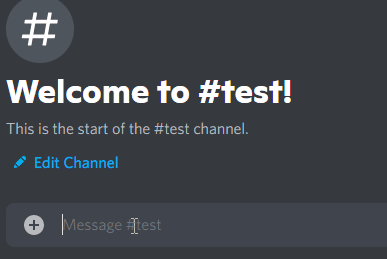 #
Welcome to #test!
This is the start of the #test channel.
Edit Channel
Message #test